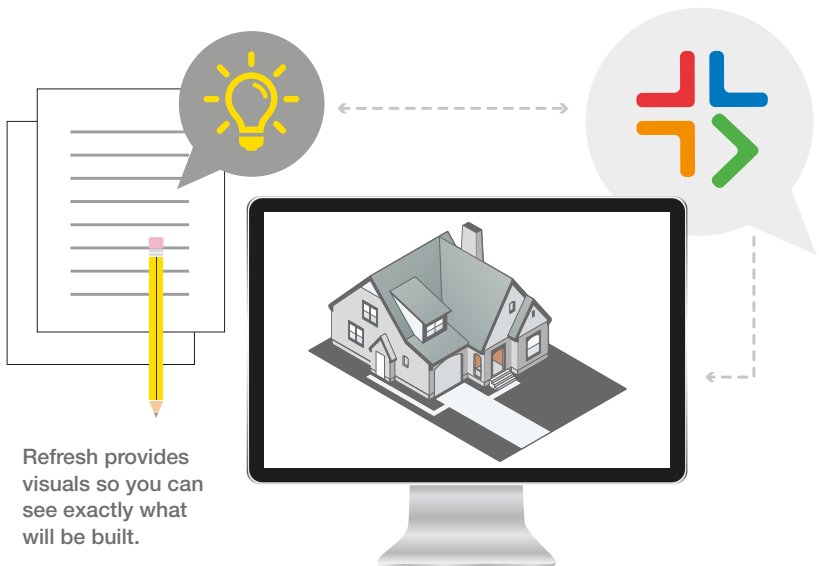 Refresh provides
visuals so you can
see exactly what
will be built.